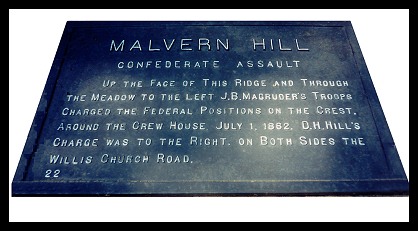 MALVERN HILL
CONFEDERATE ASSAULT
UP THE FACE OF THIS RIDGE AND THROUGH
THE MEADOW TO THE LEFT J.B.MAGRUDER'S TROOPS
CHARGED THE FEDERAL POSITIONS ON THE CREST,
AROUND THE CREW HOUSE, JULY 1, 1862. D.H.HILL'S
CHARGE WAS TO THE RIGHT, ON BOTH SIDES THE
WILLIS CHURCH ROAD.
22